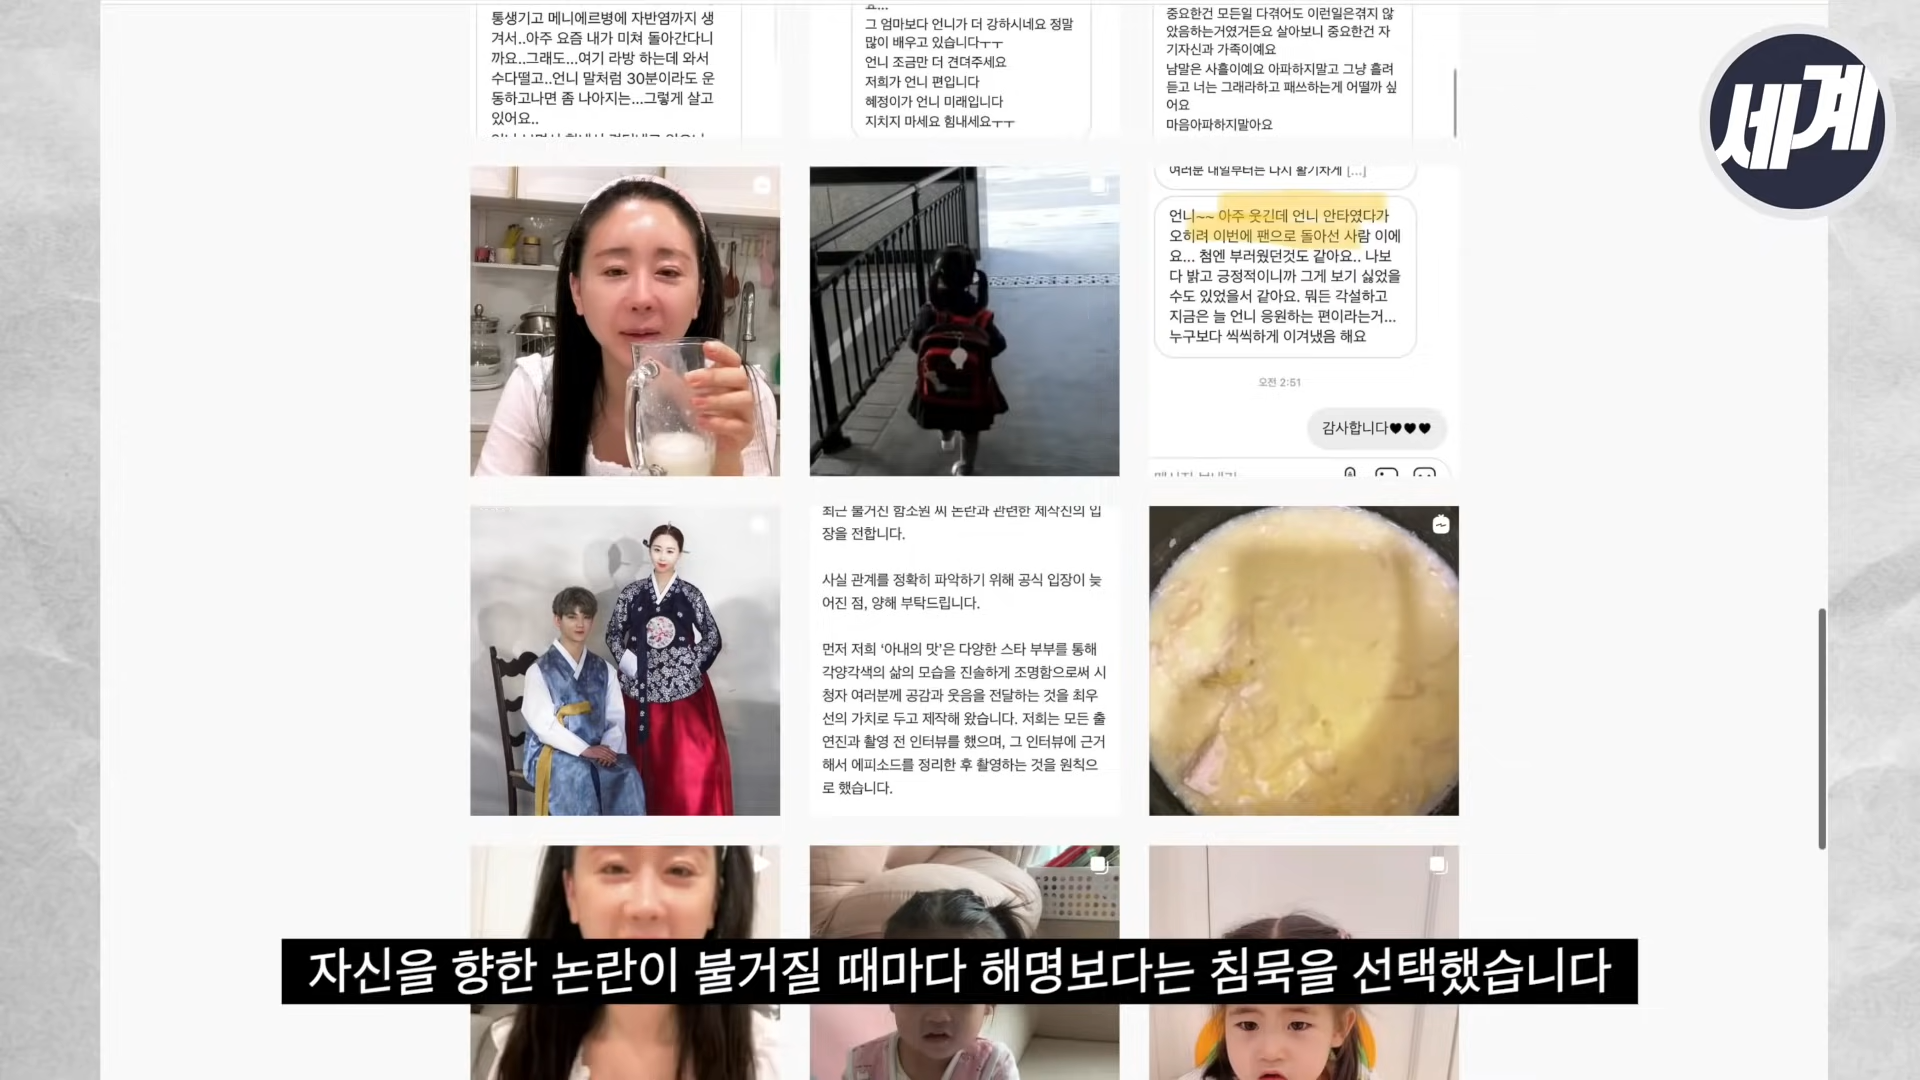 통생기고 메니에르병에 자반염까지 생
겨서..아주 요즘 내가 미쳐 돌아간다니
까요..그래도...여기 라방 하는데 와서
수다떨고..언니 말처럼 30분이라도 운
동하고나면 좀 나아지는...그렇게 살고
있어요..
그 엄마보다 언니가 더 강하시네요 정말
많이 배우고 있습니다ㅜㅜ
언니 조금만 더 견뎌주세요
저희가 언니 편입니다
혜정이가 언니 미래입니다
지치지 마세요 힘내세요ㅜㅜ
중요한건 모든일 다겪어도 이런일은겪지 않
았음하는거였거든요 살아보니 중요한건 자
기자신과 가족이예요
남말은 사흘이예요 아파하지말고 그냥 흘려
듣고 너는 그래라하고 패쓰하는게 어떨까 싶
어요
마음아파하지말아요
세계
여러분 내일부터는 다시 활기차게 [...]
언니~~ 아주 웃긴데 언니 안타였다가
오히려 이번에 팬으로 돌아선 사람 이에
요... 첨엔 부러웠던것도 같아요.. 나보
다 밝고 긍정적이니까 그게 보기 싫었을
수도 있었을서 같아요. 뭐든 각설하고
지금은 늘 언니 응원하는 편이라는거...
누구보다 씩씩하게 이겨냈음 해요
오전 2:51
감사합니다♥♥♥
최근 불거진 함소원 씨 논란과 관련한 제작진의 입
장을 전합니다.
사실 관계를 정확히 파악하기 위해 공식 입장이 늦
어진 점, 양해 부탁드립니다.
먼저 저희 '아내의 맛'은 다양한 스타 부부를 통해
각양각색의 삶의 모습을 진솔하게 조명함으로써 시
청자 여러분께 공감과 웃음을 전달하는 것을 최우
선의 가치로 두고 제작해 왔습니다. 저희는 모든 출
연진과 촬영 전 인터뷰를 했으며, 그 인터뷰에 근거
해서 에피소드를 정리한 후 촬영하는 것을 원칙으
로 했습니다.
자신을 향한 논란이 불거질 때마다 해명보다는 침묵을 선택했습니다